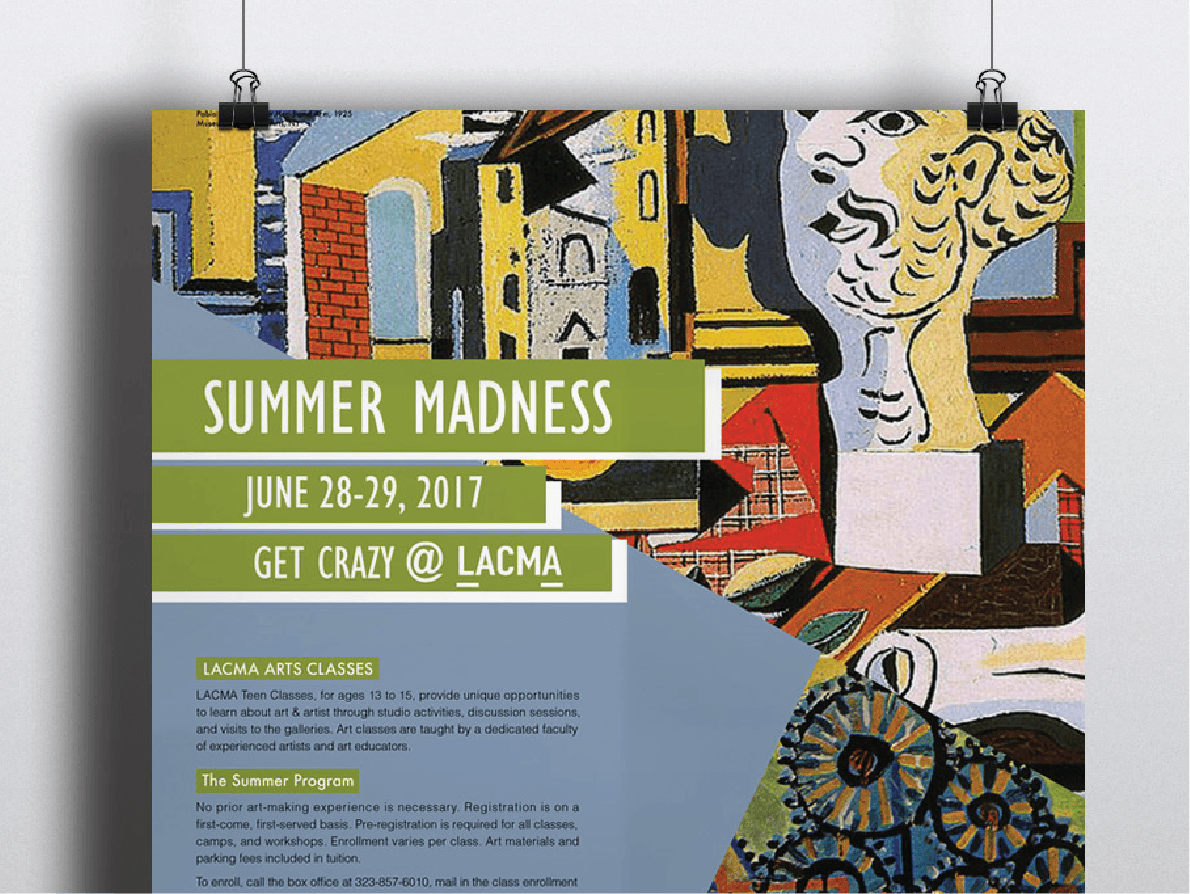 Pablo
1925
SUMMER MADNESS
JUNE 28-29, 2017
GET CRAZY @ LACMA
LACMA ARTS CLASSES
LACMA Teen Classes, for ages 13 to 15, provide unique opportunities
to learn about art & artist through studio activities, discussion sessions,
and visits to the galleries. Art classes are taught by a dedicated faculty
of experienced artists and art educators.
The Summer Program
No prior art-making experience is necessary. Registration is on a
first-come, first-served basis. Pre-registration is required for all classes,
camps, and workshops. Enrollment varies per class. Art materials and
parking fees included in tuition.
To enroll, call the box office at 323-857-6010, mail in the class enrollment